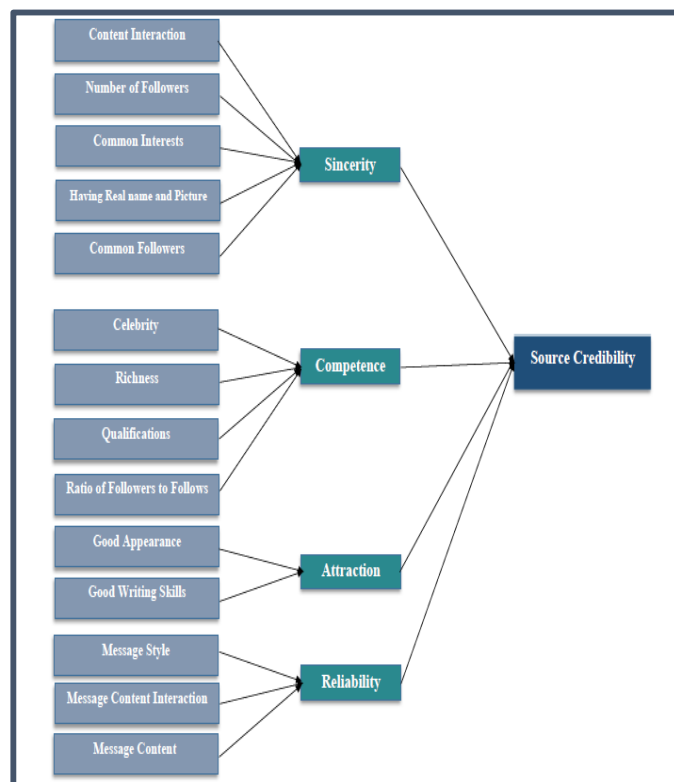 Content Interaction
Number of Followers
Common Interests
Having Real name and Picture
Common Followers
Sincerity
Celebrity
Richness
Qualifications
Ratio of Followers to Follows
Competence
Good Appearance
Good Writing Skills
Attraction
Message Style
Message Content Interaction
Message Content
Reliability
Source Credibility